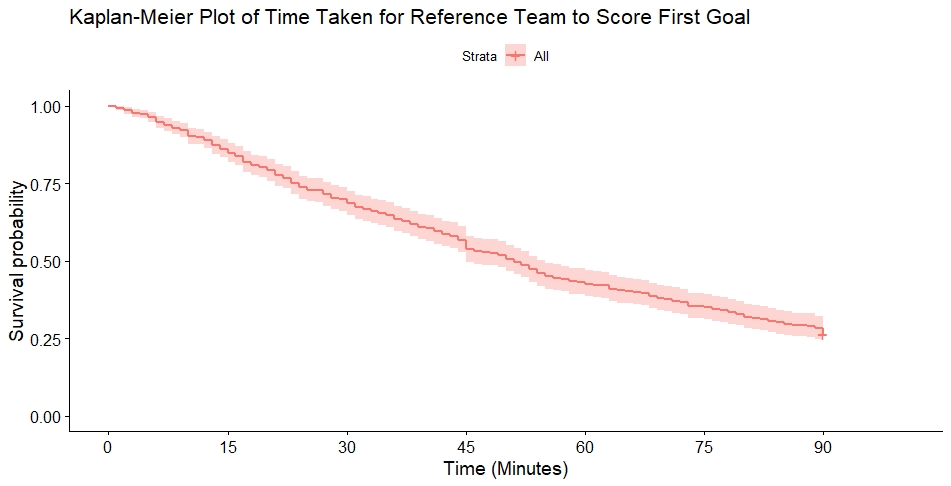 Kaplan-Meier Plot of Time Taken for Reference Team to Score First Goal
Strata All
1.00
0.75
0.50
0.25
0.00
Survival probability
0 15 30 45 60 75 90
Time (Minutes)